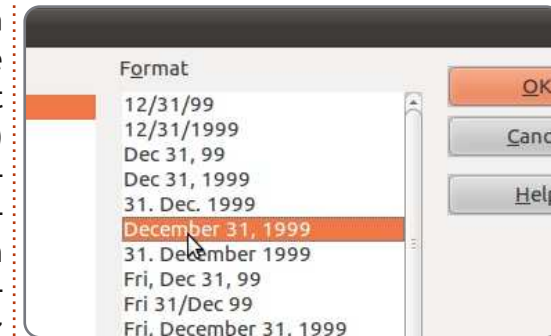 Format
12/31/99
12/31/1999
Dec 31, 99
Dec 31, 1999
31. Dec. 1999
December 31, 1999
31. December 1999
Fri, Dec 31, 99
Fri 31/Dec 99
Fri, December 31, 1999
OK
Canc
Help